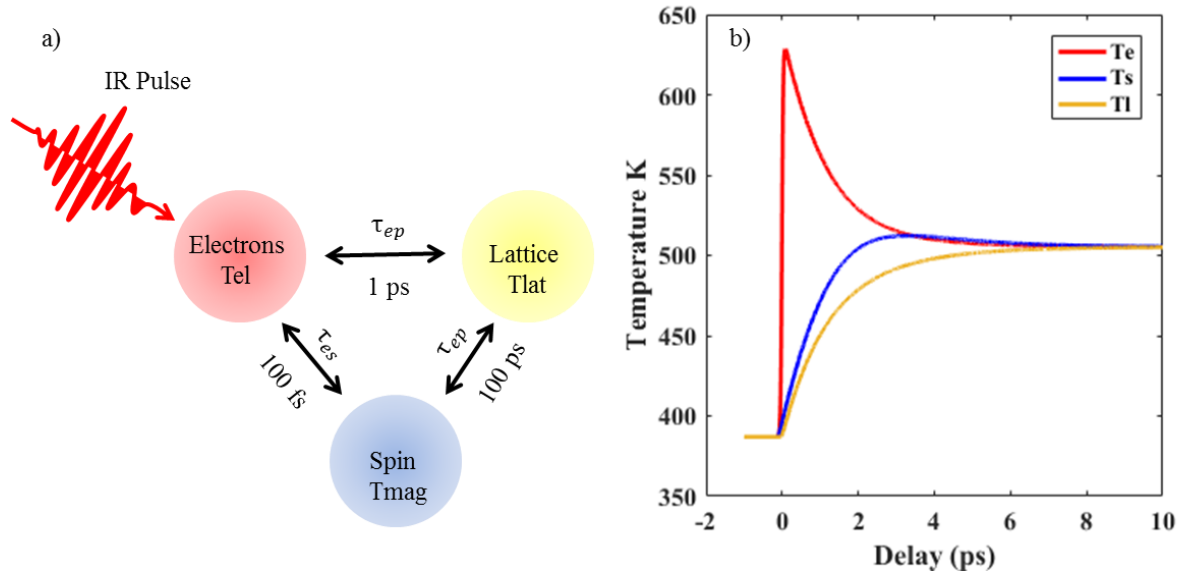 a)
IR Pulse
Electrons
Tel
τep
1 ps
Lattice
Tlat
τes
100 fs
τep
100 ps
Spin
Tmag
b)
Te
Ts
Tl
Temperature K
650
600
550
500
450
400
350
-2
0
2
4
6
8
10
Delay (ps)